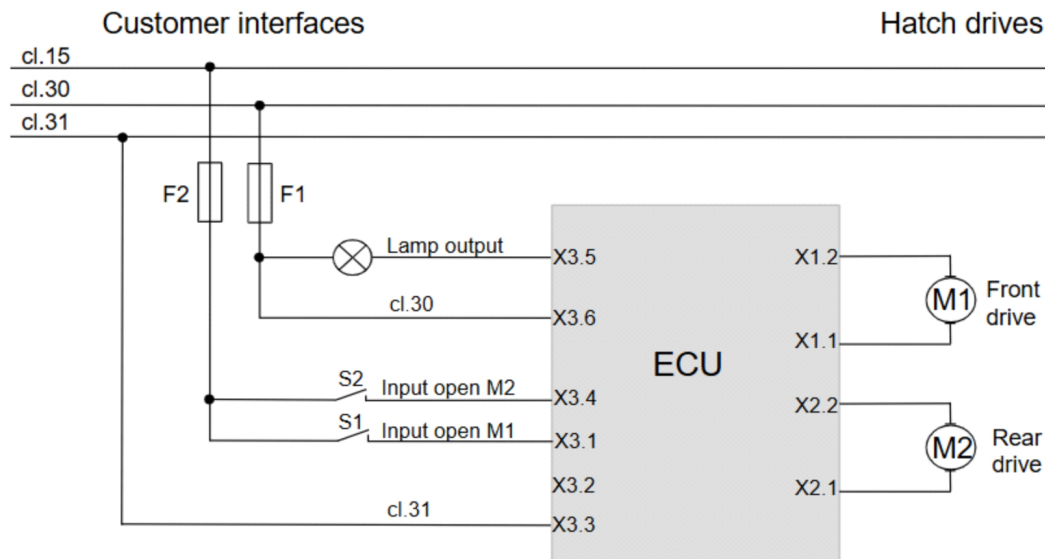 Customer interfaces
Hatch drives
cl.15
cl.30
cl.31
F2
F1
Lamp output
X3.5
X1.2
M1
Front
drive
cl.30
X3.6
X1.1
ECU
S2
Input open M2
X3.4
X2.2
S1
Input open M1
X3.1
M2
Rear
drive
X3.2
X2.1
cl.31
X3.3